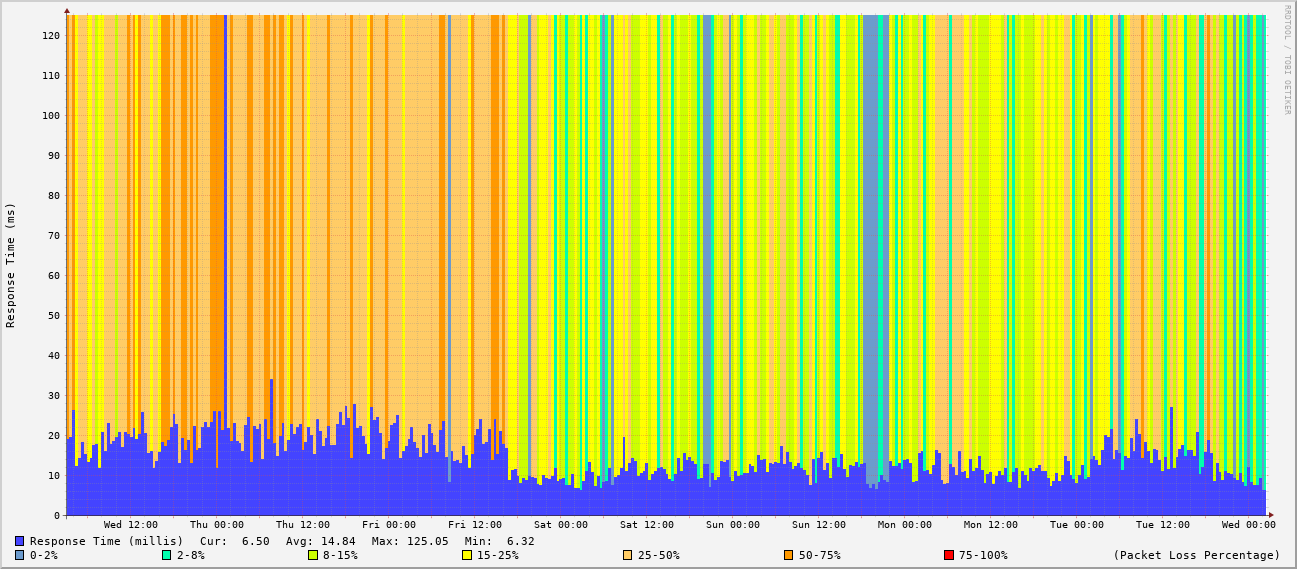 RRDTOOL / TOBI OETIKER
Response Time (ms)
120
110
100
90
80
70
60
50
40
30
20
10
0
Wed 12:00 Thu 00:00 Thu 12:00 Fri 00:00 Fri 12:00 Sat 00:00 Sat 12:00 Sun 00:00 Sun 12:00 Mon 00:00 Mon 12:00 Tue 00:00 Tue 12:00 Wed 00:00
Response Time (millis) Cur: 6.50 Avg: 14.84 Max: 125.05 Min: 6.32
0-2% 2-8% 8-15% 15-25% 25-50% 50-75% 75-100% (Packet Loss Percentage)